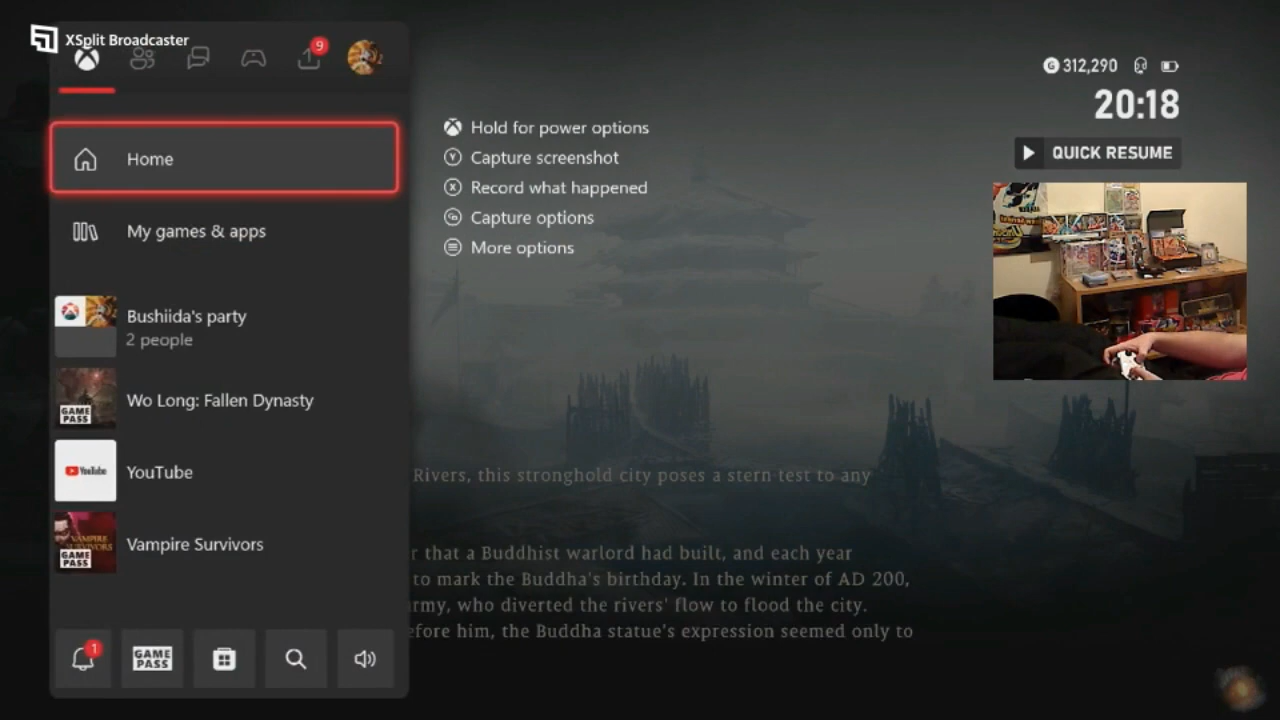 XSplit Broadcaster
9
Home
My games & apps
Bushiida's party
2 people
GAME PASS
Wo Long: Fallen Dynasty
YouTube
YouTube
VAMPIRE SURVIVORS
GAME PASS
Vampire Survivors
1
GAME PASS
Hold for power options
Y Capture screenshot
X Record what happened
Capture options
More options
G 312,290
20:18
QUICK RESUME
Rivers, this stronghold city poses a stern test to any
that a Buddhist warlord had built, and each year
to mark the Buddha's birthday. In the winter of AD 200,
who diverted the rivers' flow to flood the city.
him, the Buddha statue's expression seemed only to